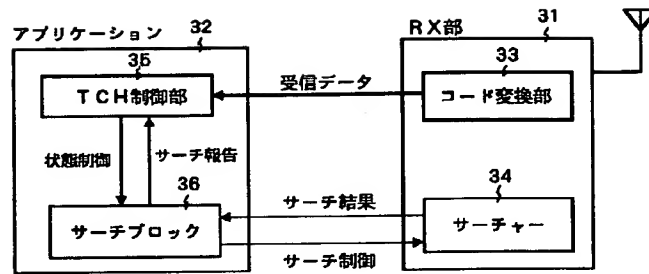 アプリケーション 32
RX部 31
35
TCH制御部
受信データ
33
コード変換部
状態制御
サーチ報告
36
サーチブロック
サーチ結果
サーチ制御
34
サーチャー